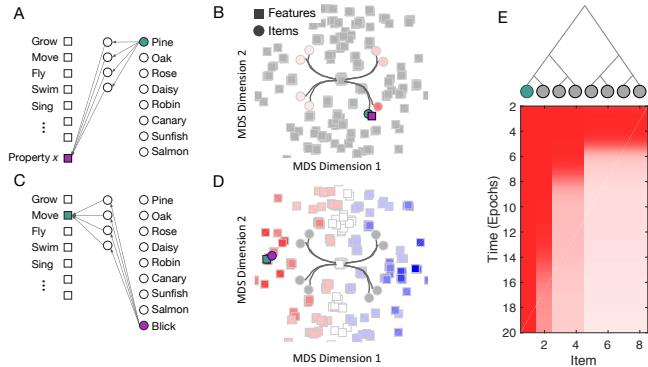 A
Grow
Move
Fly
Swim
Sing
Property x
Pine
Oak
Rose
Daisy
Robin
Canary
Sunfish
Salmon
B
Features
Items
MDS Dimension 2
MDS Dimension 1
C
Grow
Move
Fly
Swim
Sing
Pine
Oak
Rose
Daisy
Robin
Canary
Sunfish
Salmon
Blick
D
MDS Dimension 2
MDS Dimension 1
E
Time (Epochs)
2
4
6
8
10
12
14
16
18
20
2 4 6 8
Item